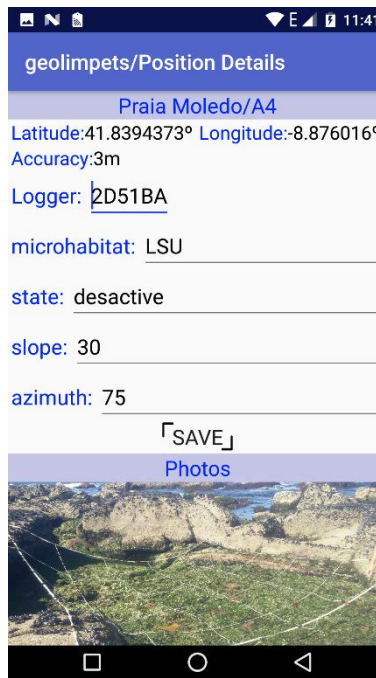 E 11:41
geolimpets/Position Details
Praia Moledo/A4
Latitude:41.8394373º Longitude:-8.876016º
Accuracy:3m
Logger: 2D51BA
microhabitat: LSU
state: desactive
slope: 30
azimuth: 75
SAVE
Photos